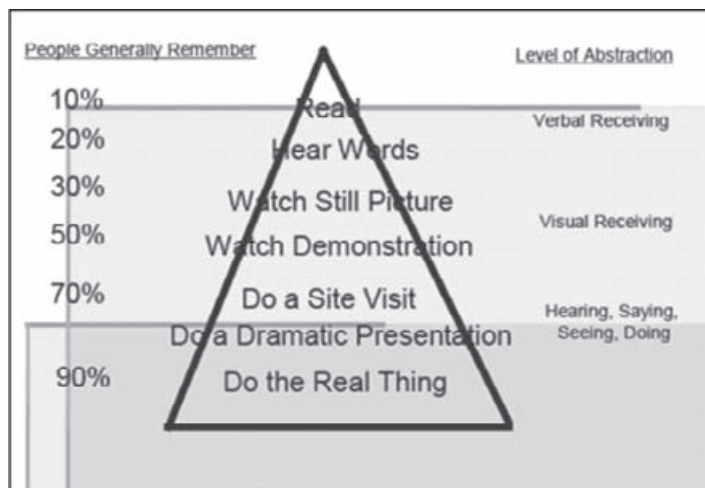 People Generally Remember
Level of Abstraction
10%
Read
Verbal Receiving
20%
Hear Words
30%
Watch Still Picture
Visual Receiving
50%
Watch Demonstration
70%
Do a Site Visit
Hearing, Saying,
Seeing, Doing
Do a Dramatic Presentation
90%
Do the Real Thing